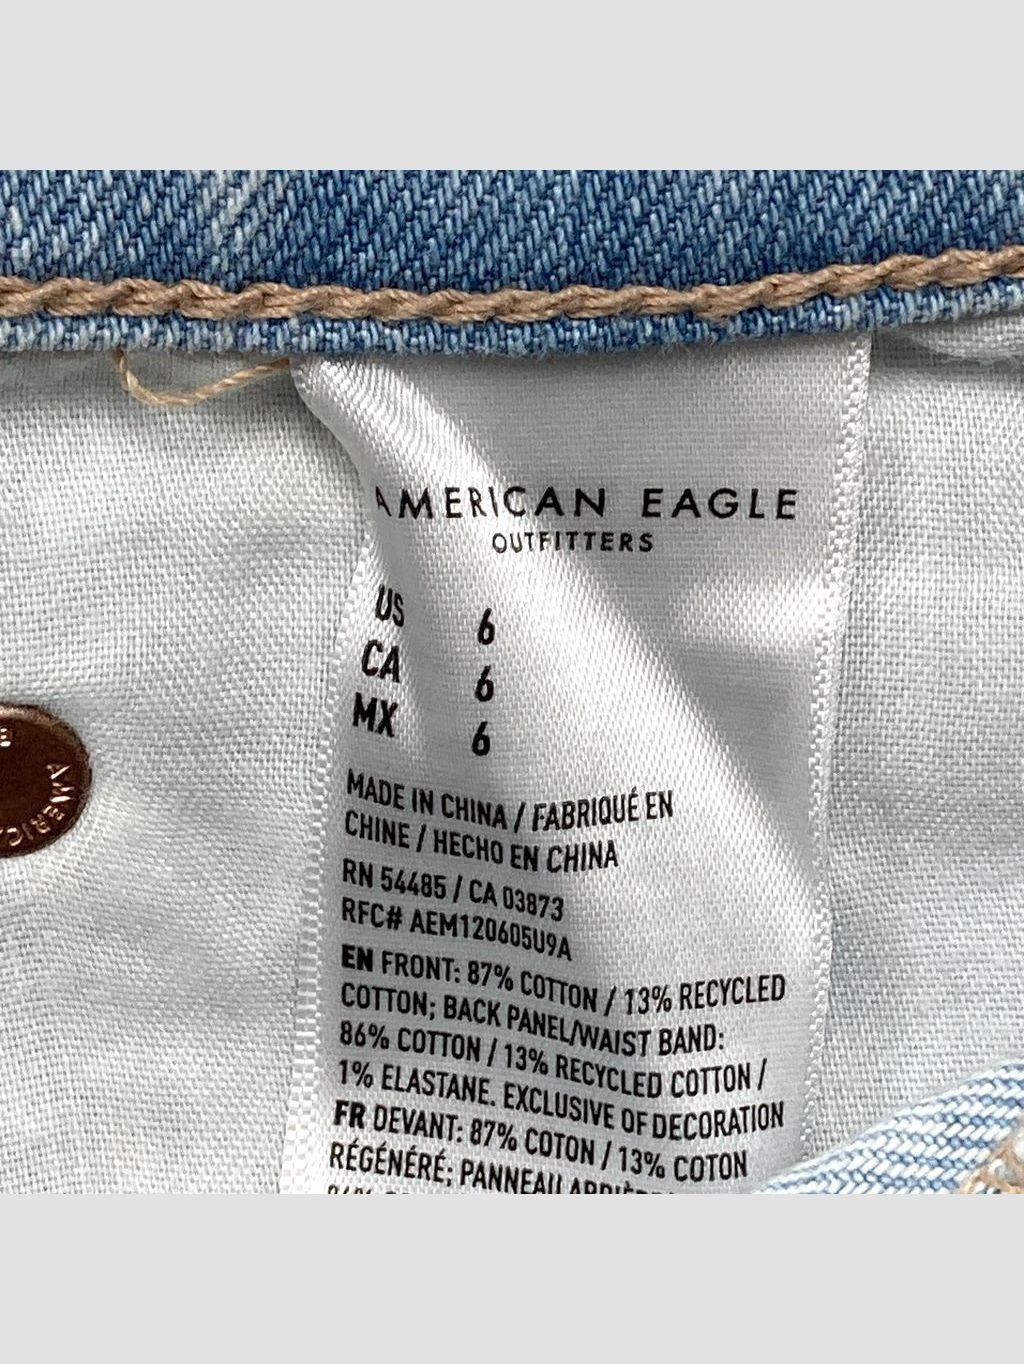 AMERICAN EAGLE
OUTFITTERS
US 6
CA 6
MX 6
MADE IN CHINA / FABRIQUÉ EN
CHINE / HECHO EN CHINA
RN 54485 / CA 03873
RFC# AEM120605U9A
EN FRONT: 87% COTTON / 13% RECYCLED
COTTON; BACK PANEL/WAIST BAND:
86% COTTON / 13% RECYCLED COTTON /
1% ELASTANE. EXCLUSIVE OF DECORATION
FR DEVANT: 87% COTON / 13% COTON
RÉGÉNÉRÉ; PANNEAU